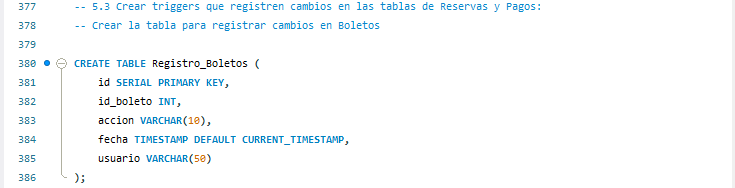 377 -- 5.3 Crear triggers que registren cambios en las tablas de Reservas y Pagos:
378 -- Crear la tabla para registrar cambios en Boletos
379
380 CREATE TABLE Registro_Boletos (
381 id SERIAL PRIMARY KEY,
382 id_boleto INT,
383 accion VARCHAR(10),
384 fecha TIMESTAMP DEFAULT CURRENT_TIMESTAMP,
385 usuario VARCHAR(50)
386 );